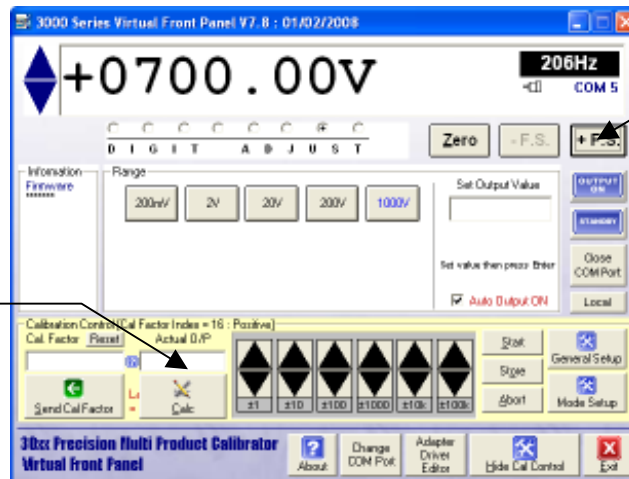 3000 Series Virtual Front Panel V7.8 : 01/02/2008
+0700.00V
206Hz
COM 5
DIGIT ADJUST
Zero
- F.S.
+ F.S.
Information
Firmware
Range
200mV
2V
20V
200V
1000V
Set Output Value
Set value then press Enter
Auto Output ON
OUTPUT ON
STANDBY
Close COM Port
Local
Calibration Control[Cal Factor Index = 16 : Positive]
Cal. Factor
Reset
Actual O/P
Send Cal Factor
Calc
±1
±10
±100
±1000
±10k
±100k
Start
Store
Abort
General Setup
Mode Setup
30xx Precision Multi Product Calibrator
Virtual Front Panel
About
Change COM Port
Adapter Driver Editor
Hide Cal Control
Exit